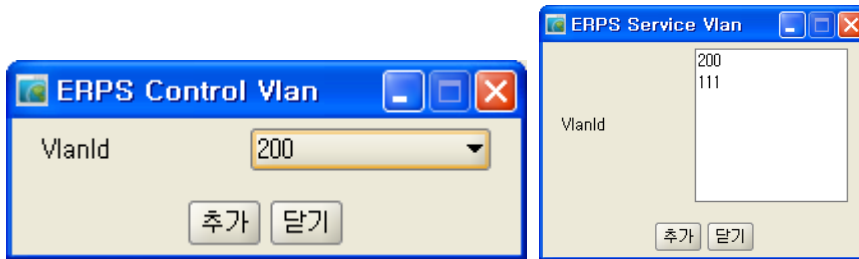 ERPS Control Vlan
VlanId
200
추가 닫기
ERPS Service Vlan
VlanId
200
111
추가 닫기